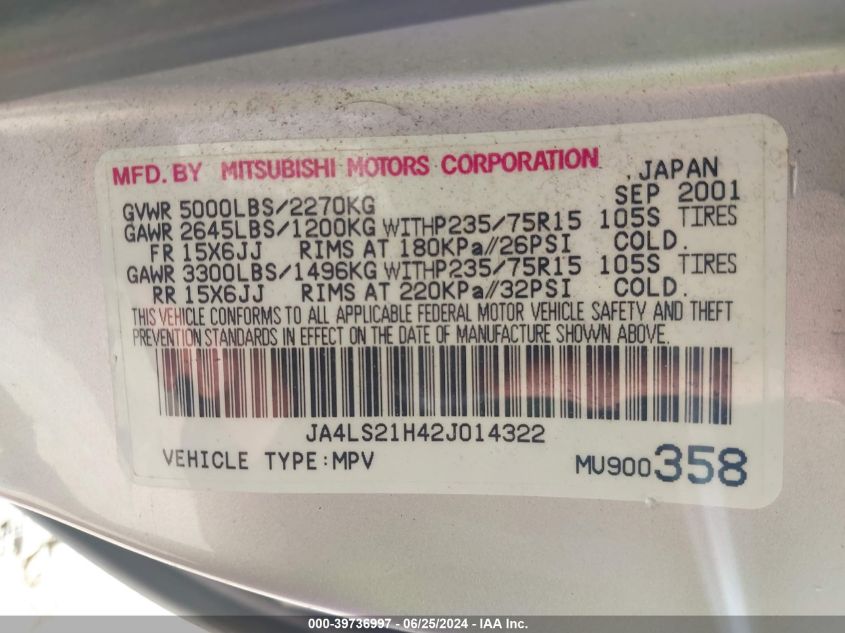 MFD. BY MITSUBISHI MOTORS CORPORATION JAPAN
GVWR 5000LBS/2270KG SEP 2001
GAWR 2645LBS/1200KG WITHP235/75R15 105S TIRES
FR 15X6JJ RIMS AT 180KPa//26PSI COLD.
GAWR 3300LBS/1496KG WITHP235/75R15 105S TIRES
RR 15X6JJ RIMS AT 220KPa//32PSI COLD.
THIS VEHICLE CONFORMS TO ALL APPLICABLE FEDERAL MOTOR VEHICLE SAFETY AND THEFT
PREVENTION STANDARDS IN EFFECT ON THE DATE OF MANUFACTURE SHOWN ABOVE.
JA4LS21H42J014322
VEHICLE TYPE:MPV MU900358
000-39736997 / 06/25/2024 / IAA Inc.